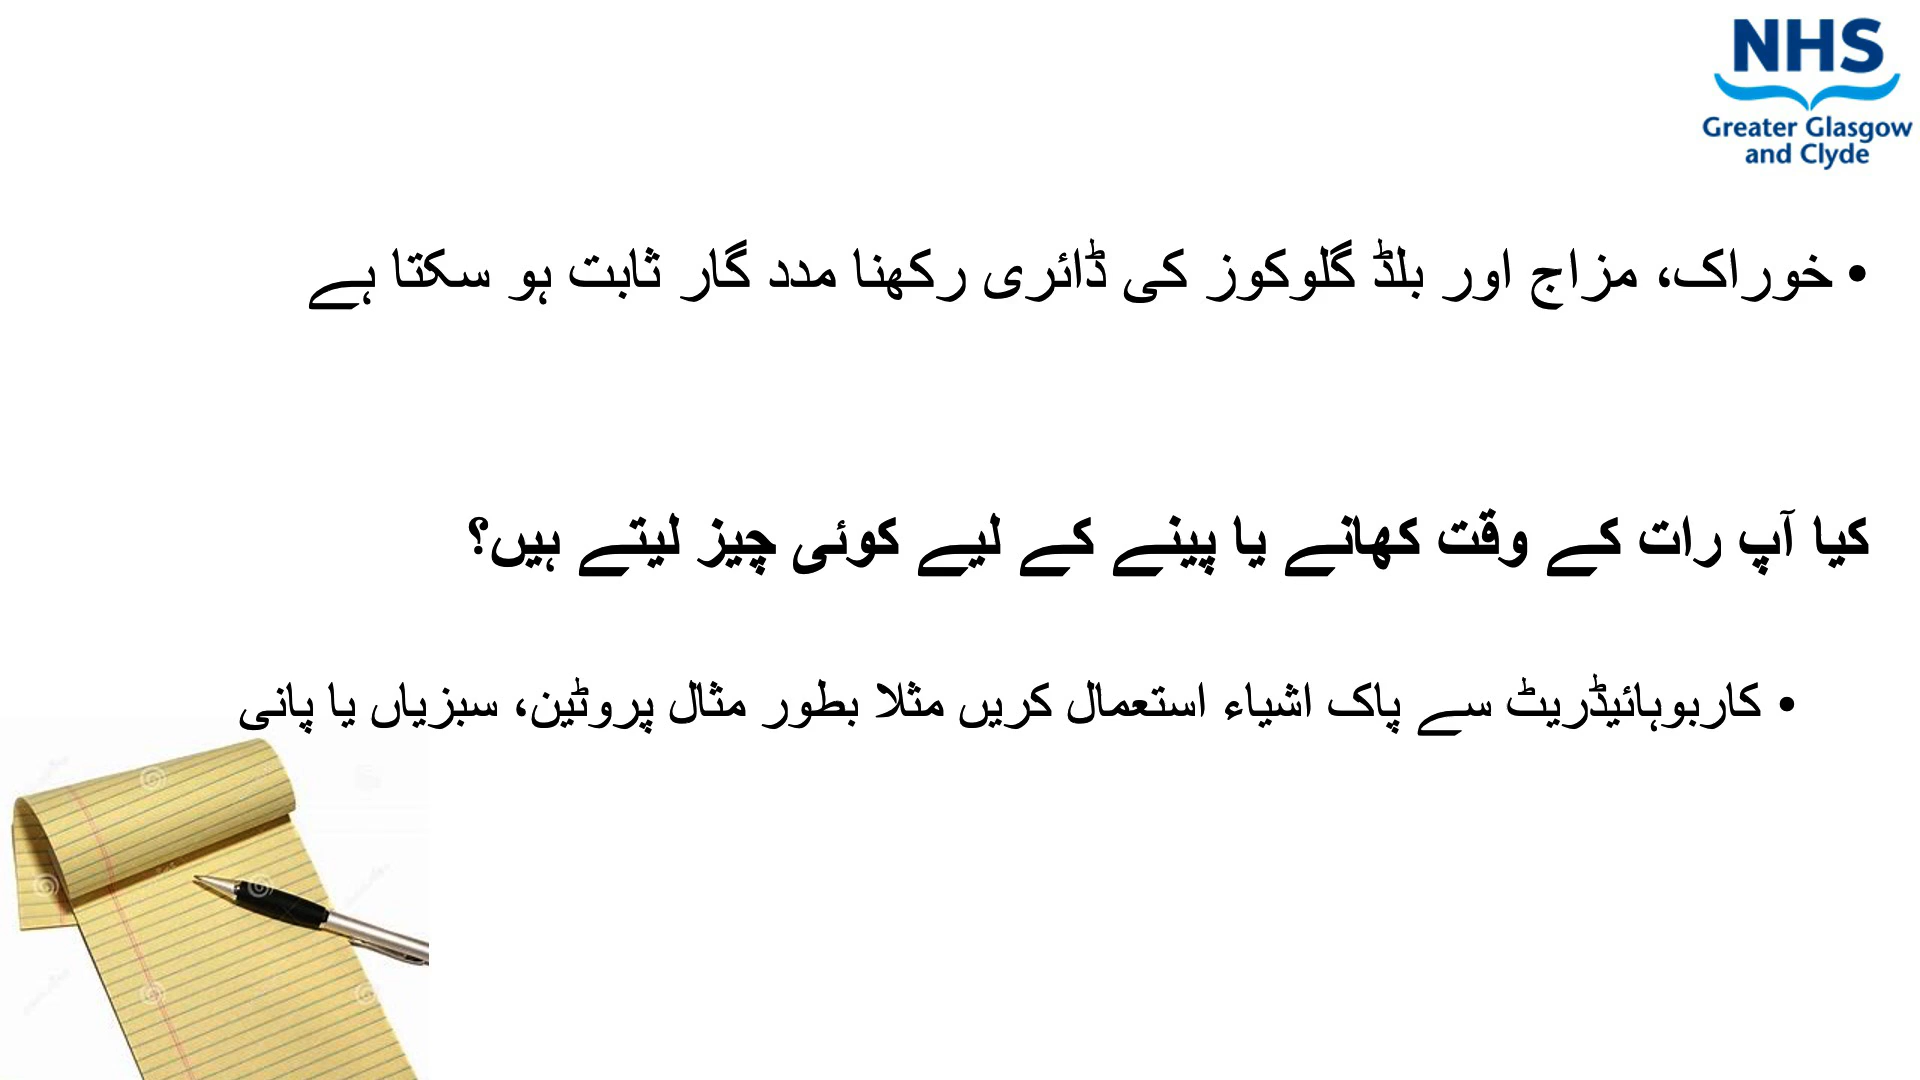 NHS
Greater Glasgow
and Clyde
• خوراک، مزاج اور بلڈ گلوکوز کی ڈائری رکھنا مدد گار ثابت ہو سکتا ہے
کیا آپ رات کے وقت کھانے یا پینے کے لیے کوئی چیز لیتے ہیں؟
• کاربوہائیڈریٹ سے پاک اشیاء استعمال کریں مثلا بطور مثال پروٹین، سبزیاں یا پانی